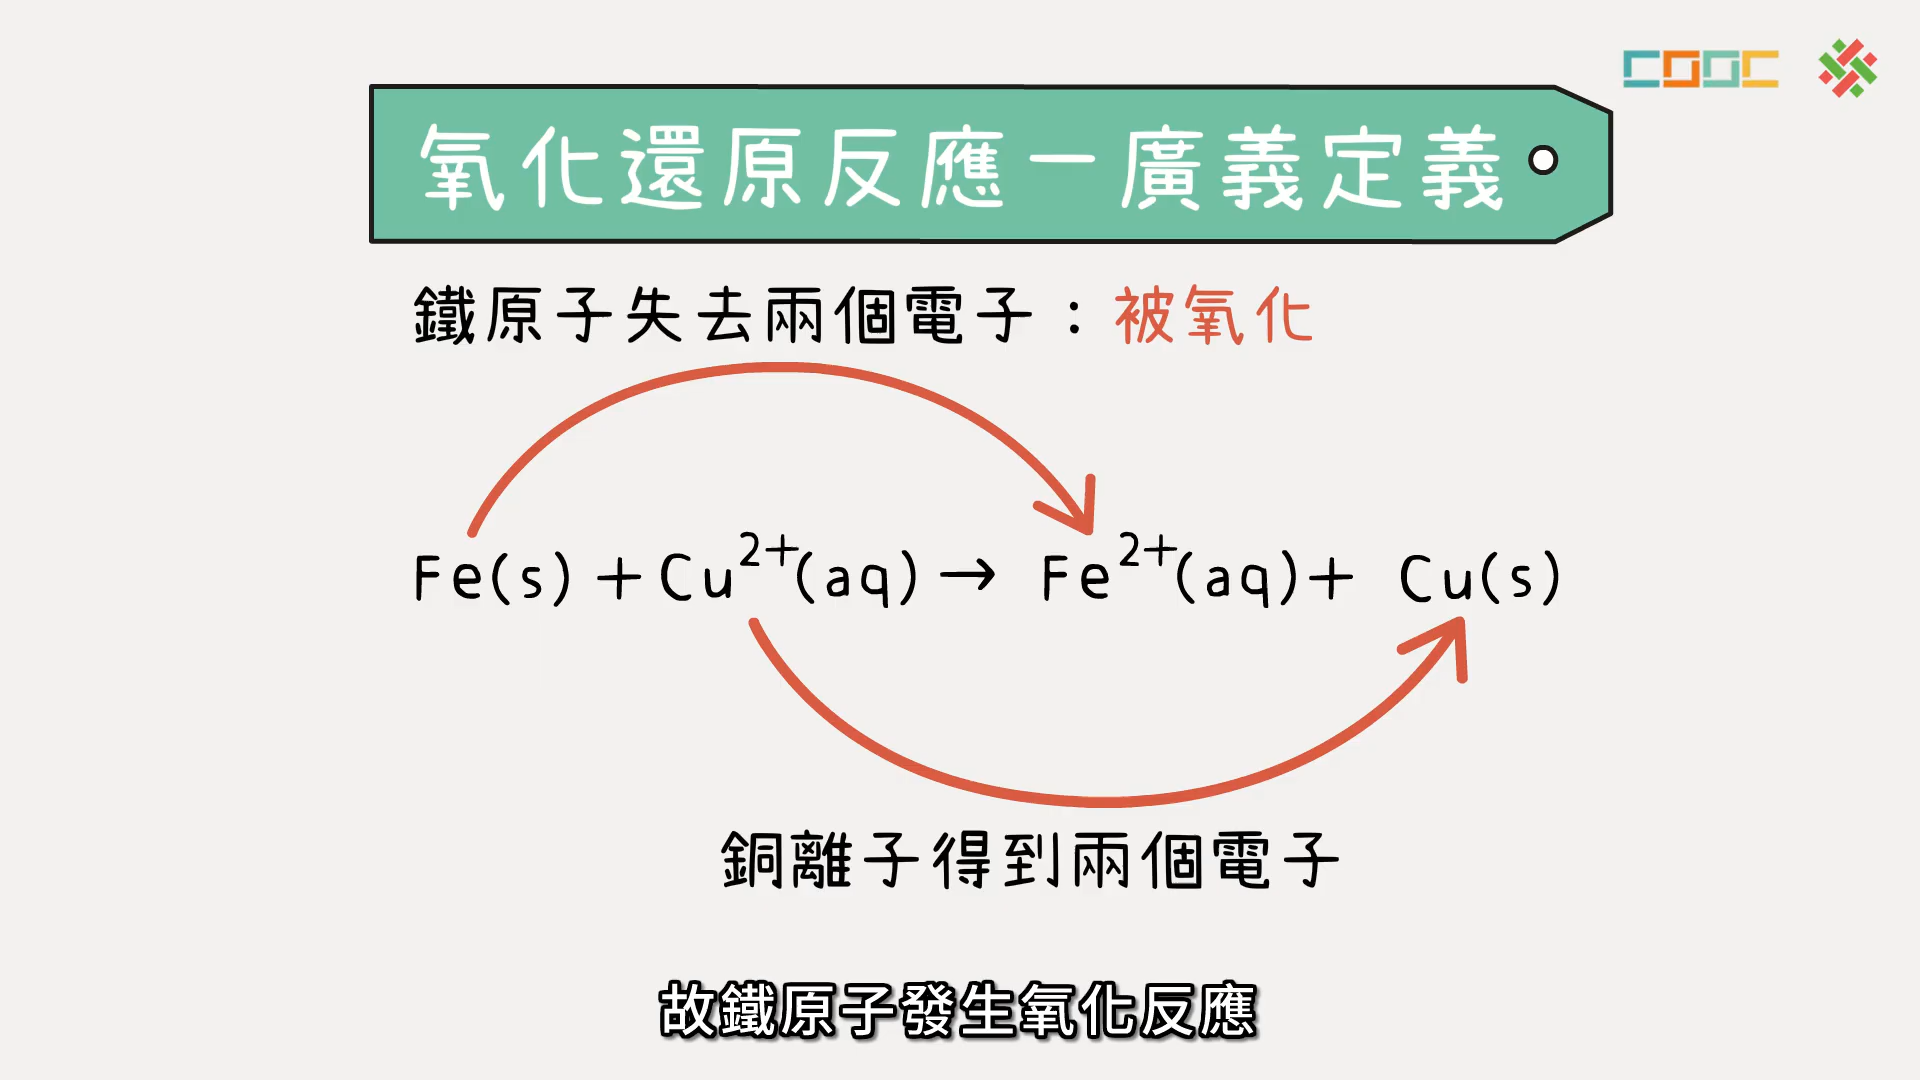 COOC
氧化還原反應－廣義定義
鐵原子失去兩個電子：被氧化
Fe(s) + Cu²⁺(aq) → Fe²⁺(aq) + Cu(s)
銅離子得到兩個電子
故鐵原子發生氧化反應